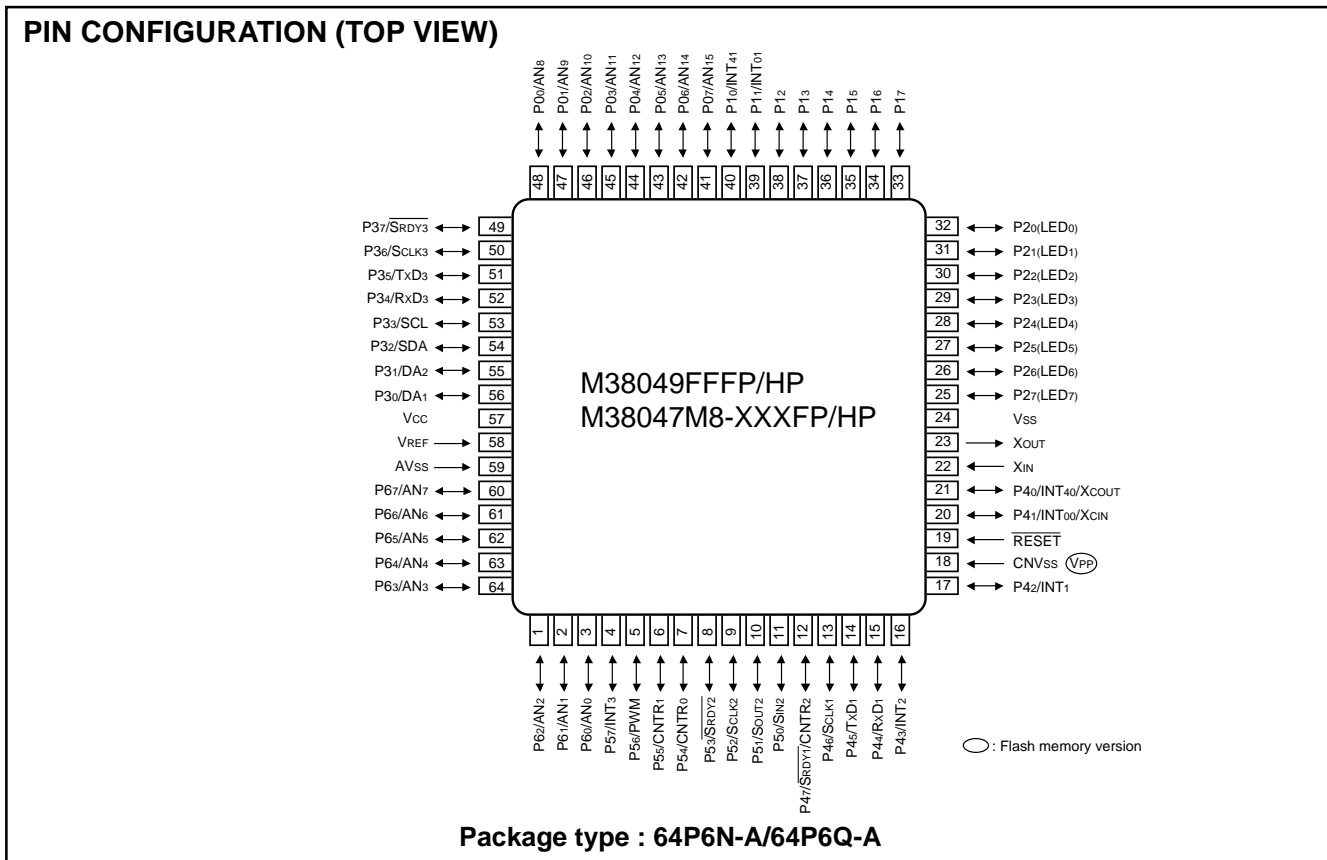 PIN CONFIGURATION (TOP VIEW)
P00/AN8
P01/AN9
P02/AN10
P03/AN11
P04/AN12
P05/AN13
P06/AN14
P07/AN15
P10/INT41
P11/INT01
P12
P13
P14
P15
P16
P17
48 47 46 45 44 43 42 41 40 39 38 37 36 35 34 33
P37/SRDY3 49
P36/SCLK3 50
P35/TXD3 51
P34/RXD3 52
P33/SCL 53
P32/SDA 54
P31/DA2 55
P30/DA1 56
VCC 57
VREF 58
AVSS 59
P67/AN7 60
P66/AN6 61
P65/AN5 62
P64/AN4 63
P63/AN3 64
M38049FFFP/HP
M38047M8-XXXFP/HP
32 P20(LED0)
31 P21(LED1)
30 P22(LED2)
29 P23(LED3)
28 P24(LED4)
27 P25(LED5)
26 P26(LED6)
25 P27(LED7)
24 VSS
23 XOUT
22 XIN
21 P40/INT40/XCOUT
20 P41/INT00/XCIN
19 RESET
18 CNVSS VPP
17 P42/INT1
1 2 3 4 5 6 7 8 9 10 11 12 13 14 15 16
P62/AN2
P61/AN1
P60/AN0
P57/INT3
P56/PWM
P55/CNTR1
P54/CNTR0
P53/SRDY2
P52/SCLK2
P51/SOUT2
P50/SIN2
P47/SRDY1/CNTR2
P46/SCLK1
P45/TXD1
P44/RXD1
P43/INT2
: Flash memory version
Package type : 64P6N-A/64P6Q-A